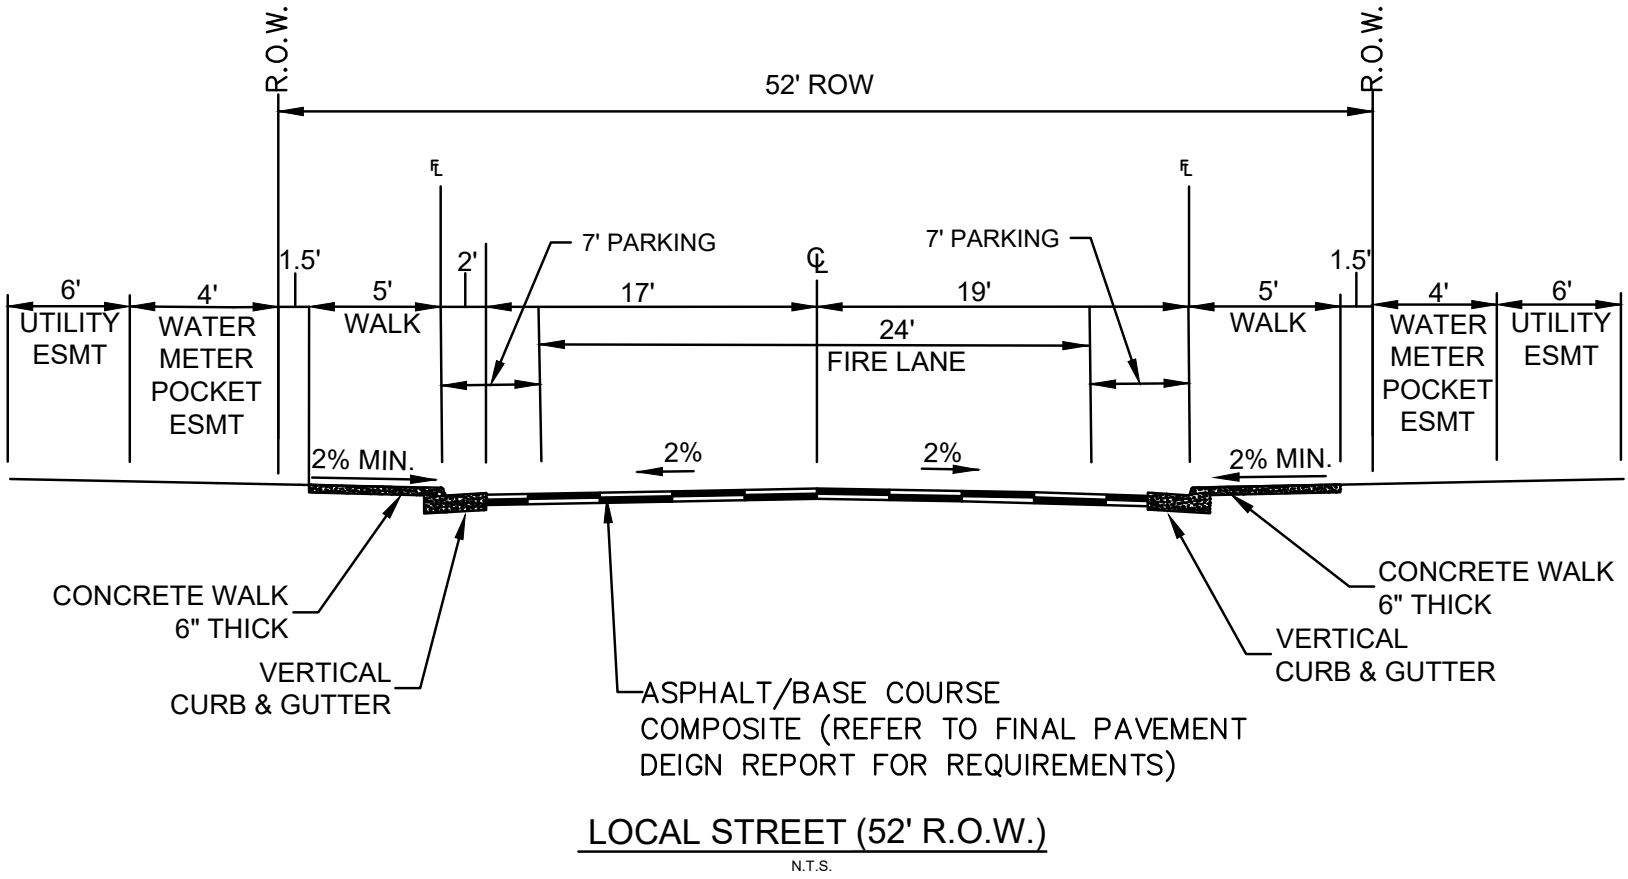 R.O.W.
R.O.W.
52' ROW
FL
FL
7' PARKING
7' PARKING
1.5'
2'
CL
1.5'
6'
4'
5'
17'
19'
5'
4'
6'
UTILITY
ESMT
WATER
METER
POCKET
ESMT
WALK
24'
FIRE LANE
WALK
WATER
METER
POCKET
ESMT
UTILITY
ESMT
2% MIN.
2%
2%
2% MIN.
CONCRETE WALK
6" THICK
VERTICAL
CURB & GUTTER
ASPHALT/BASE COURSE
COMPOSITE (REFER TO FINAL PAVEMENT
DEIGN REPORT FOR REQUIREMENTS)
CONCRETE WALK
6" THICK
VERTICAL
CURB & GUTTER
LOCAL STREET (52' R.O.W.)
N.T.S.